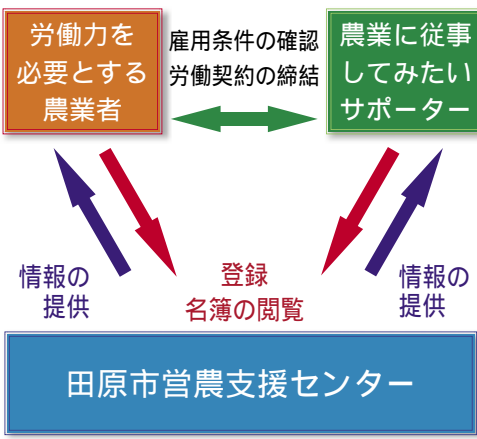 労働力を
必要とする
農業者
雇用条件の確認
労働契約の締結
農業に従事
してみたい
サポーター
情報の
提供
登録
名簿の閲覧
情報の
提供
田原市営農支援センター